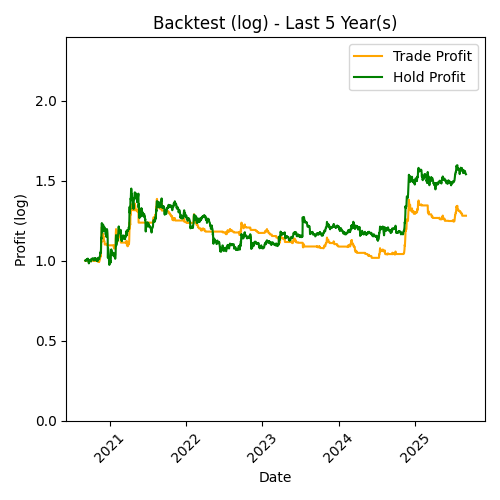 Backtest (log) - Last 5 Year(s)
Trade Profit
Hold Profit
Profit (log)
2.0
1.5
1.0
0.5
0.0
2021
2022
2023
2024
2025
Date